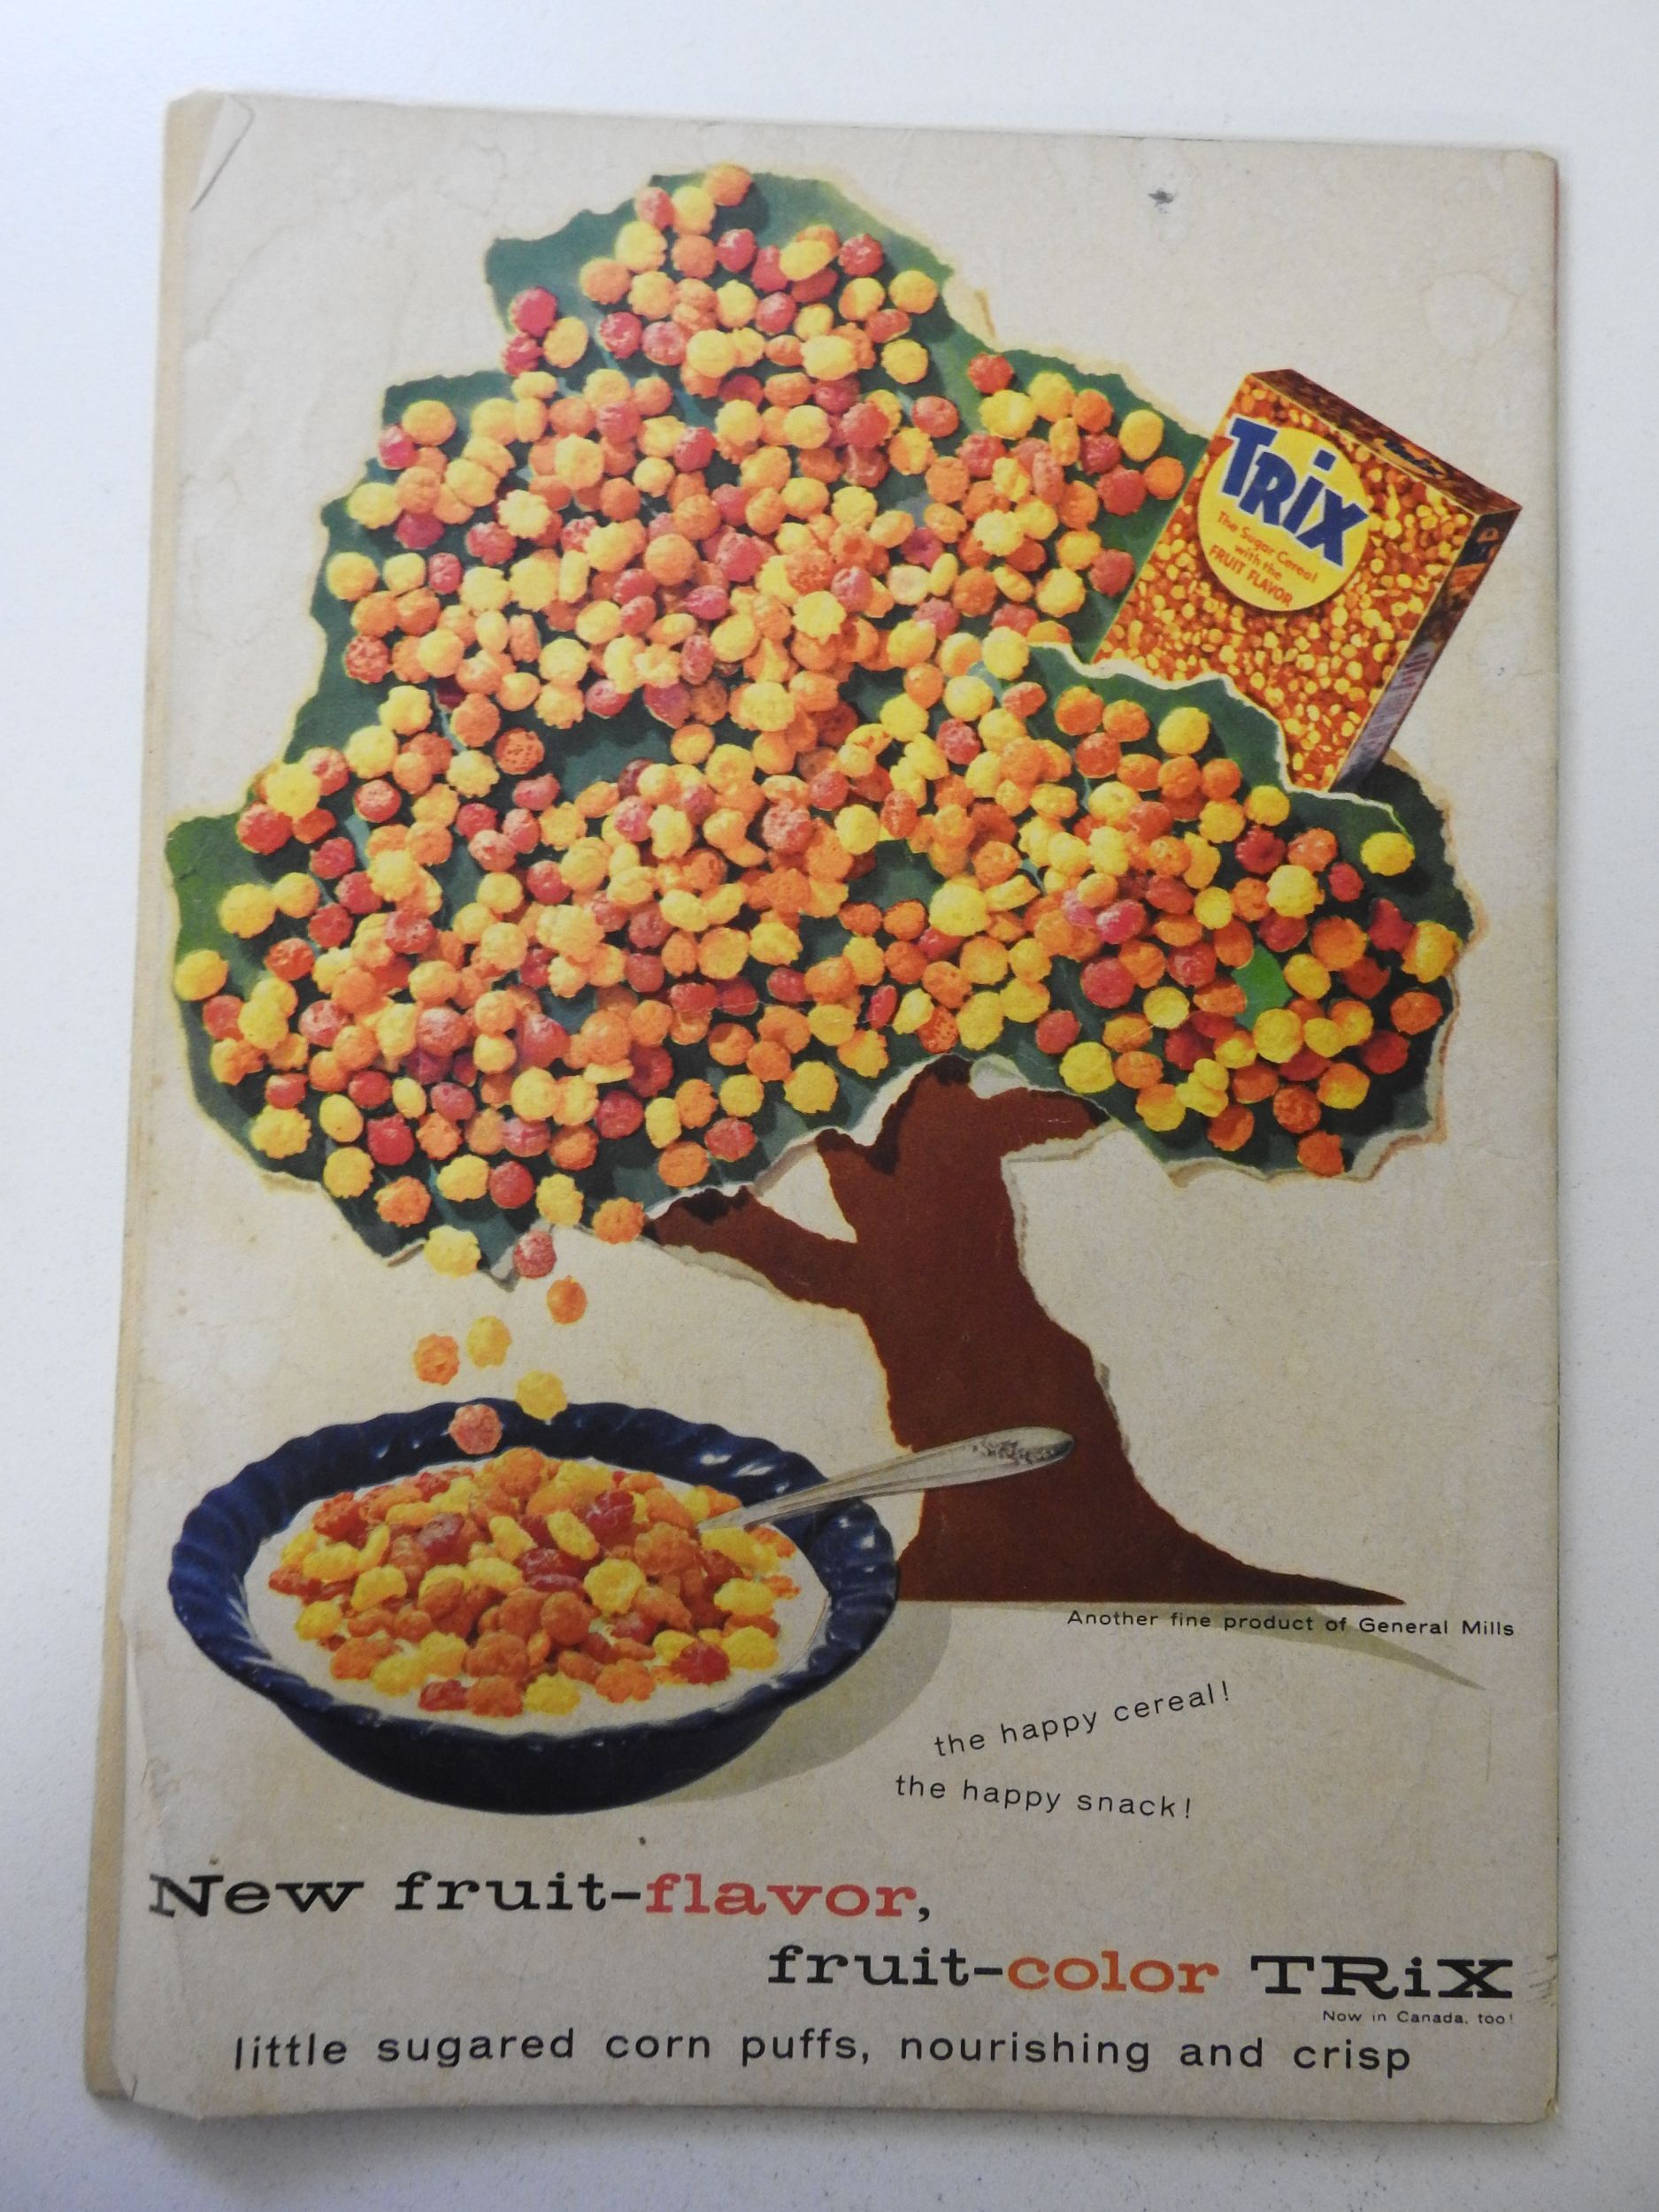 TRiX
The Sugar Cereal
with the
FRUIT FLAVOR
Another fine product of General Mills
the happy cereal!
the happy snack!
New fruit-flavor,
fruit-color TRiX
Now in Canada, too!
little sugared corn puffs, nourishing and crisp